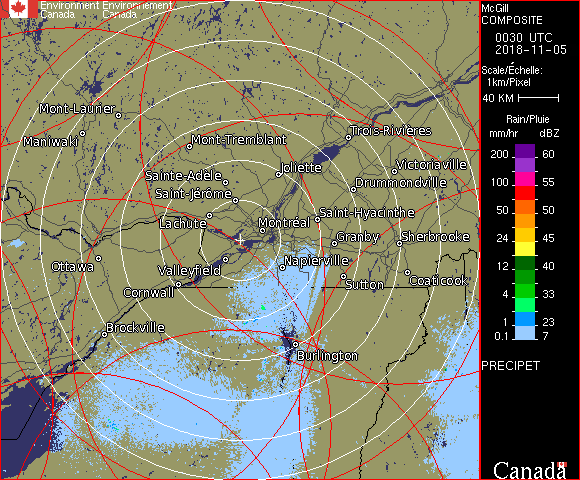 Environment Environnement
Canada Canada
McGill
COMPOSITE
0030 UTC
2018-11-05
Scale/Échelle:
1km/Pixel
40 KM
Rain/Pluie
mm/hr dBZ
200 60
100 55
50 50
24 45
12 40
4 33
1 23
0.1 7
PRECIPET
Mont-Laurier
Maniwaki
Mont-Tremblant
Trois-Rivières
Joliette
Victoriaville
Sainte-Adèle
Drummondville
Saint-Jérôme
Saint-Hyacinthe
Lachute
Montréal
Granby
Sherbrooke
Ottawa
Valleyfield
Napierville
Cornwall
Sutton
Coaticook
Brockville
Burlington
Canada